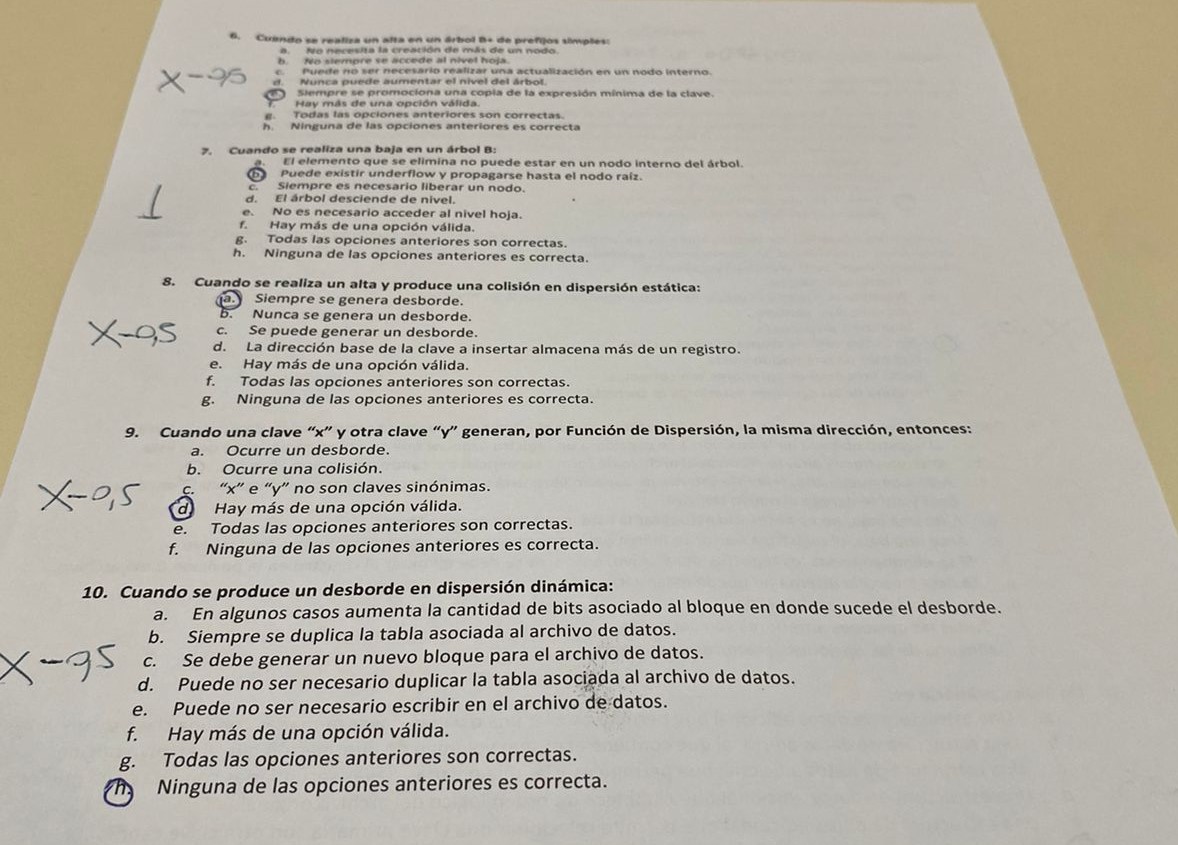 6. Cuando se realiza un alta en un árbol B+ de prefijos simples:
a. No necesita la creación de más de un nodo.
b. No siempre se accede al nivel hoja.
c. Puede no ser necesario realizar una actualización en un nodo interno.
X -0,5
d. Nunca puede aumentar el nivel del árbol.
e. Siempre se promociona una copia de la expresión mínima de la clave.
f. Hay más de una opción válida.
g. Todas las opciones anteriores son correctas.
h. Ninguna de las opciones anteriores es correcta
7. Cuando se realiza una baja en un árbol B:
a. El elemento que se elimina no puede estar en un nodo interno del árbol.
b. Puede existir underflow y propagarse hasta el nodo raíz.
c. Siempre es necesario liberar un nodo.
1
d. El árbol desciende de nivel.
e. No es necesario acceder al nivel hoja.
f. Hay más de una opción válida.
g. Todas las opciones anteriores son correctas.
h. Ninguna de las opciones anteriores es correcta.
8. Cuando se realiza un alta y produce una colisión en dispersión estática:
a. Siempre se genera desborde.
b. Nunca se genera un desborde.
X -0,5
c. Se puede generar un desborde.
d. La dirección base de la clave a insertar almacena más de un registro.
e. Hay más de una opción válida.
f. Todas las opciones anteriores son correctas.
g. Ninguna de las opciones anteriores es correcta.
9. Cuando una clave “x” y otra clave “y” generan, por Función de Dispersión, la misma dirección, entonces:
a. Ocurre un desborde.
b. Ocurre una colisión.
X -0,5
c. “x” e “y” no son claves sinónimas.
d. Hay más de una opción válida.
e. Todas las opciones anteriores son correctas.
f. Ninguna de las opciones anteriores es correcta.
10. Cuando se produce un desborde en dispersión dinámica:
a. En algunos casos aumenta la cantidad de bits asociado al bloque en donde sucede el desborde.
b. Siempre se duplica la tabla asociada al archivo de datos.
X -0,5
c. Se debe generar un nuevo bloque para el archivo de datos.
d. Puede no ser necesario duplicar la tabla asociada al archivo de datos.
e. Puede no ser necesario escribir en el archivo de datos.
f. Hay más de una opción válida.
g. Todas las opciones anteriores son correctas.
h. Ninguna de las opciones anteriores es correcta.